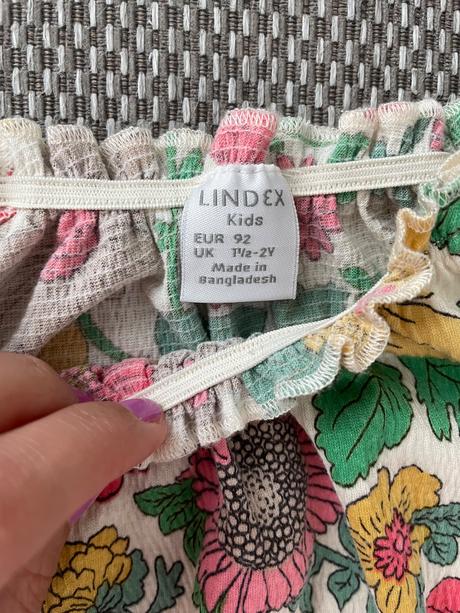 LINDEX
Kids
EUR 92
UK 1½-2Y
Made in
Bangladesh